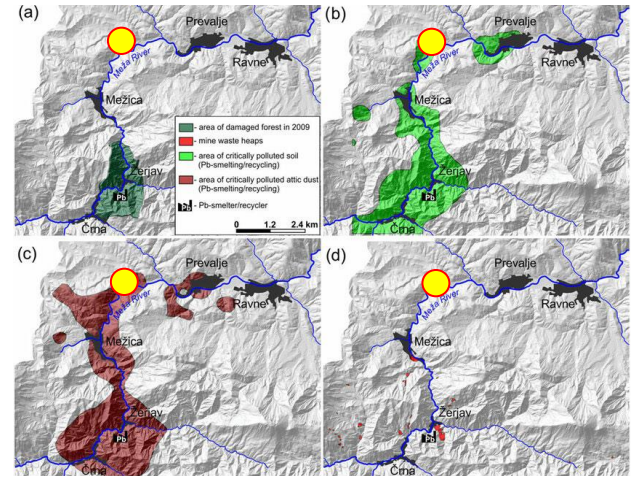 (a)
Prevalje
Ravne
Meža River
Mežica
Žerjav
Pb
Črna
- area of damaged forest in 2009
- mine waste heaps
- area of critically polluted soil
(Pb-smelting/recycling)
- area of critically polluted attic dust
(Pb-smelting/recycling)
Pb - Pb-smelter/recycler
0 1.2 2.4 km
(b)
Prevalje
Ravne
Meža River
Mežica
Žerjav
Pb
Črna
(c)
Prevalje
Ravne
Meža River
Mežica
Žerjav
Pb
Črna
(d)
Prevalje
Ravne
Meža River
Mežica
Žerjav
Pb
Črna